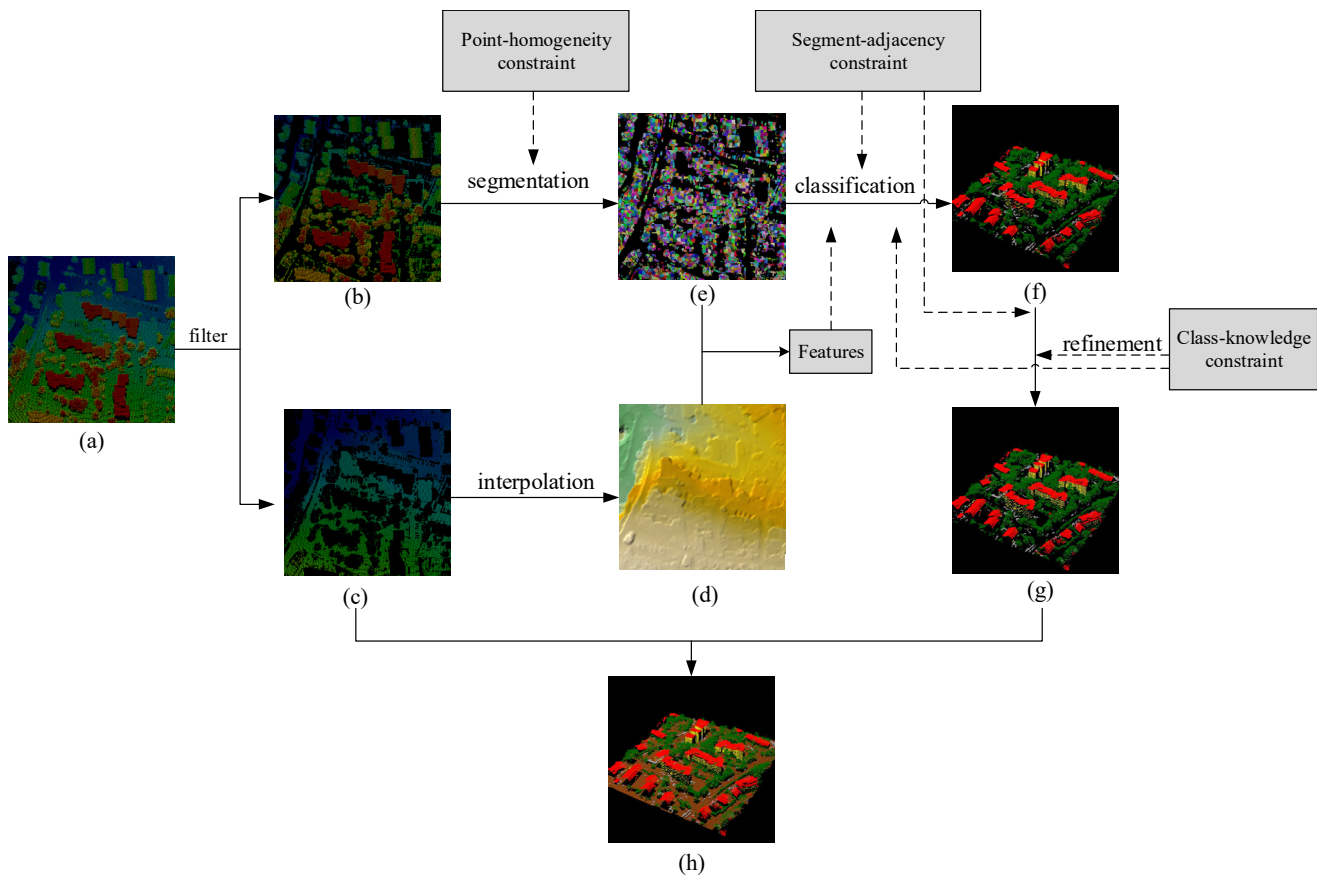 Point-homogeneity
constraint
Segment-adjacency
constraint
segmentation
classification
(b)
(e)
(f)
filter
Features
refinement
Class-knowledge
constraint
(a)
interpolation
(c)
(d)
(g)
(h)